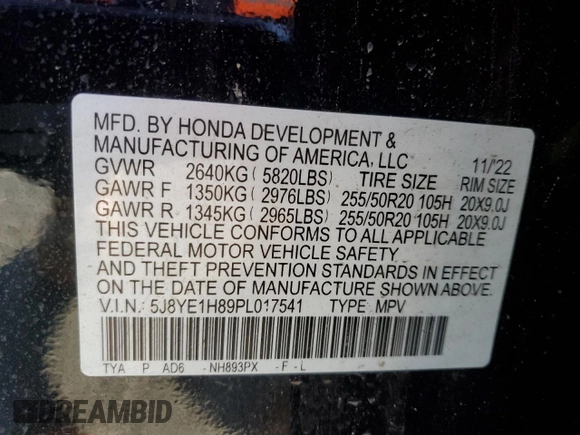 MFD. BY HONDA DEVELOPMENT &
MANUFACTURING OF AMERICA, LLC 11/22
GVWR 2640KG ( 5820LBS) TIRE SIZE RIM SIZE
GAWR F 1350KG ( 2976LBS) 255/50R20 105H 20X9.0J
GAWR R 1345KG ( 2965LBS) 255/50R20 105H 20X9.0J
THIS VEHICLE CONFORMS TO ALL APPLICABLE
FEDERAL MOTOR VEHICLE SAFETY
AND THEFT PREVENTION STANDARDS IN EFFECT
ON THE DATE OF MANUFACTURE SHOWN ABOVE.
V.I.N.: 5J8YE1H89PL017541 TYPE: MPV
TYA P AD6 -NH893PX -F-L
DREAMBID